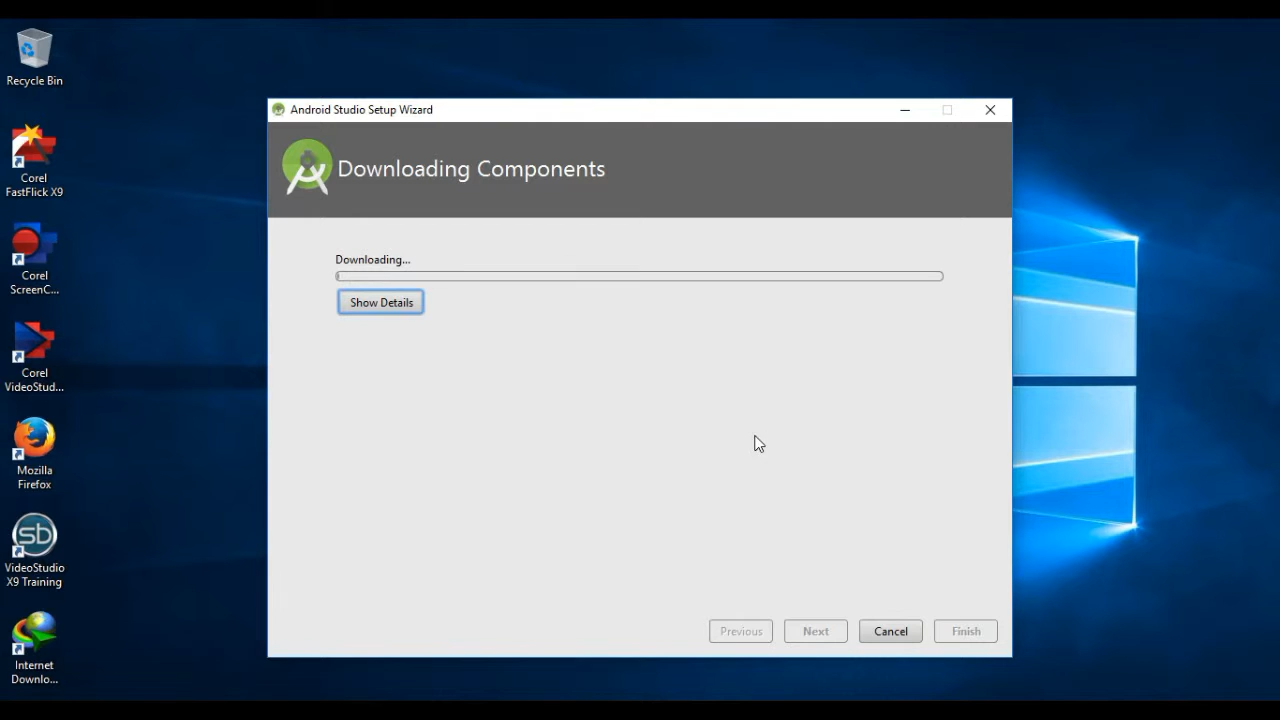 Recycle Bin
Corel
FastFlick X9
Corel
ScreenC...
Corel
VideoStud...
Mozilla
Firefox
SD
VideoStudio
X9 Training
Internet
Downlo...
Android Studio Setup Wizard
Downloading Components
Downloading...
Show Details
Previous
Next
Cancel
Finish